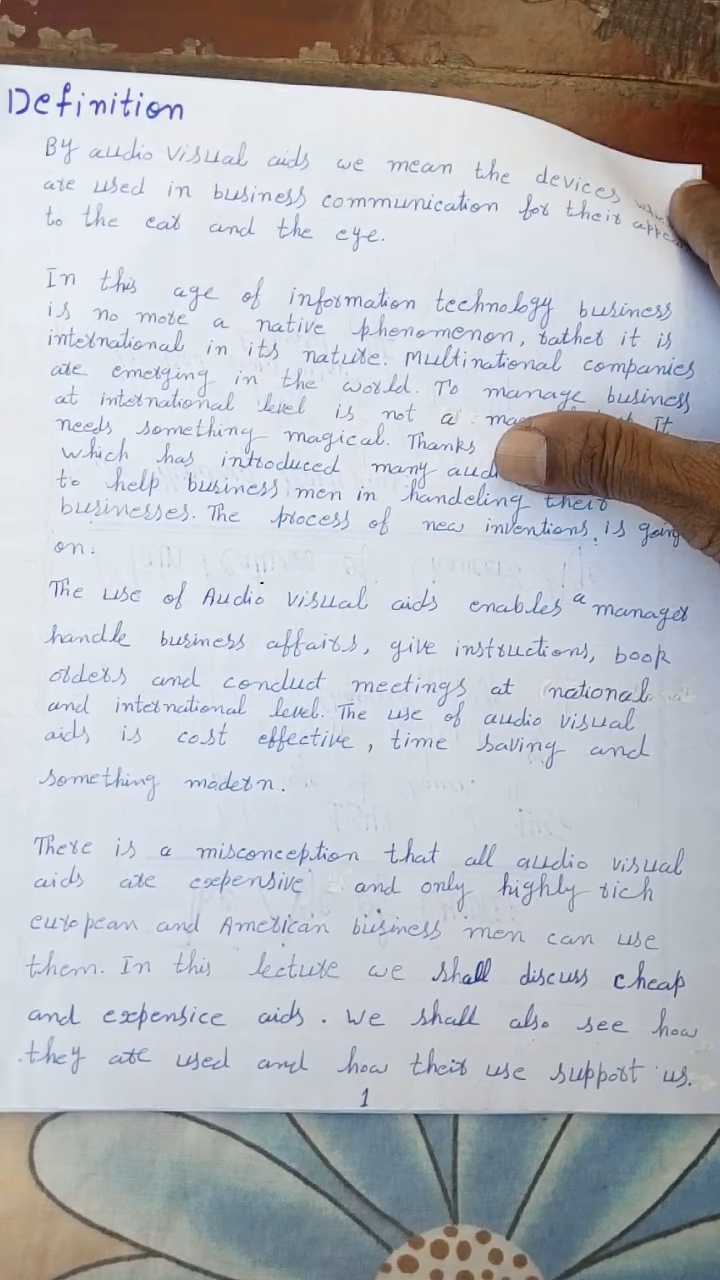 Definition
By audio visual aids we mean the devices
are used in business communication for their
to the ear and the eye.
In this age of information technology business
is no more a native phenomenon, rather it is
international in its nature. Multinational companies
are emerging in the world. To manage business
at international level is not a It
needs something magical. Thanks
which has introduced many
to help business men in handeling their
businesses. The process of new inventions is going
on.
The use of Audio visual aids enables a manager
handle business affairs, give instructions, book
orders and conduct meetings at national
and international level. The use of audio visual
aids is cost effective, time saving and
something modern.
There is a misconception that all audio visual
aids are expensive and only highly rich
european and American business men can use
them. In this lecture we shall discuss cheap
and expensice aids. We shall also see how
they are used and how their use support us.
1